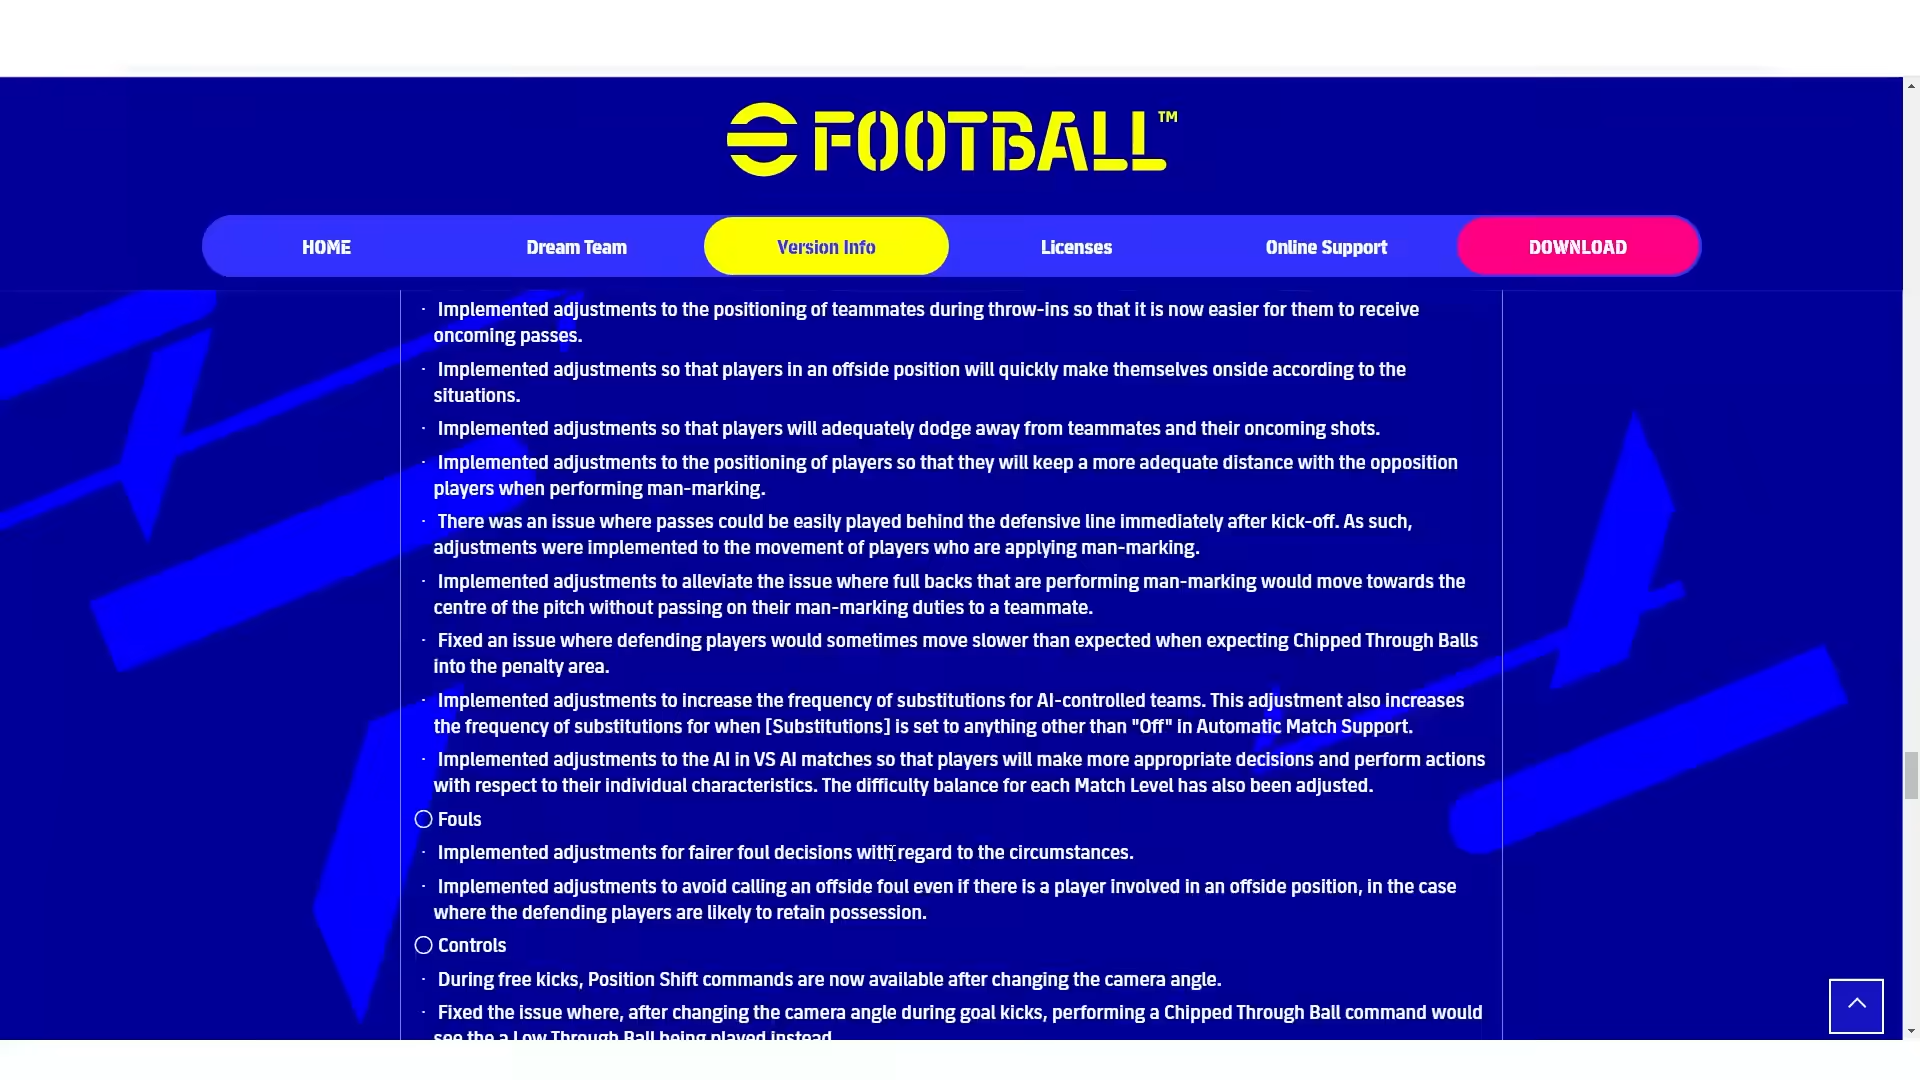 FOOTBALL™
HOME
Dream Team
Version Info
Licenses
Online Support
DOWNLOAD
· Implemented adjustments to the positioning of teammates during throw-ins so that it is now easier for them to receive
oncoming passes.
· Implemented adjustments so that players in an offside position will quickly make themselves onside according to the
situations.
· Implemented adjustments so that players will adequately dodge away from teammates and their oncoming shots.
· Implemented adjustments to the positioning of players so that they will keep a more adequate distance with the opposition
players when performing man-marking.
· There was an issue where passes could be easily played behind the defensive line immediately after kick-off. As such,
adjustments were implemented to the movement of players who are applying man-marking.
· Implemented adjustments to alleviate the issue where full backs that are performing man-marking would move towards the
centre of the pitch without passing on their man-marking duties to a teammate.
· Fixed an issue where defending players would sometimes move slower than expected when expecting Chipped Through Balls
into the penalty area.
· Implemented adjustments to increase the frequency of substitutions for AI-controlled teams. This adjustment also increases
the frequency of substitutions for when [Substitutions] is set to anything other than "Off" in Automatic Match Support.
· Implemented adjustments to the AI in VS AI matches so that players will make more appropriate decisions and perform actions
with respect to their individual characteristics. The difficulty balance for each Match Level has also been adjusted.
○ Fouls
· Implemented adjustments for fairer foul decisions with regard to the circumstances.
· Implemented adjustments to avoid calling an offside foul even if there is a player involved in an offside position, in the case
where the defending players are likely to retain possession.
○ Controls
· During free kicks, Position Shift commands are now available after changing the camera angle.
· Fixed the issue where, after changing the camera angle during goal kicks, performing a Chipped Through Ball command would
see the a Low Through Ball being played instead